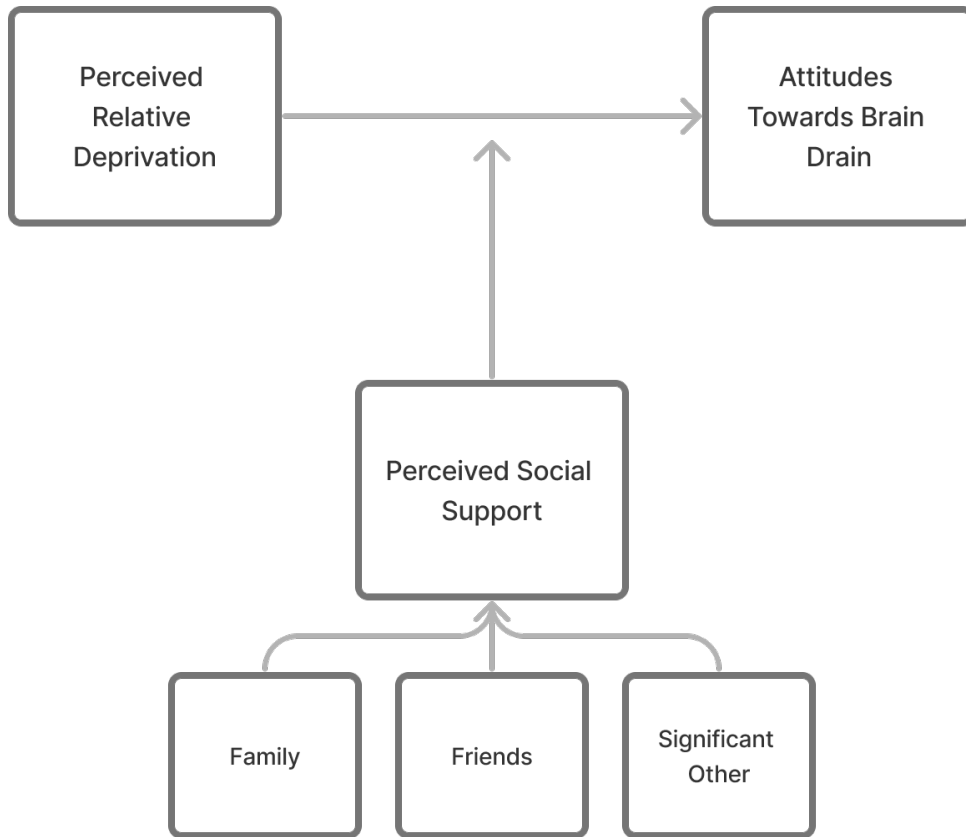 Perceived
Relative
Deprivation
Attitudes
Towards Brain
Drain
Perceived Social
Support
Family
Friends
Significant
Other